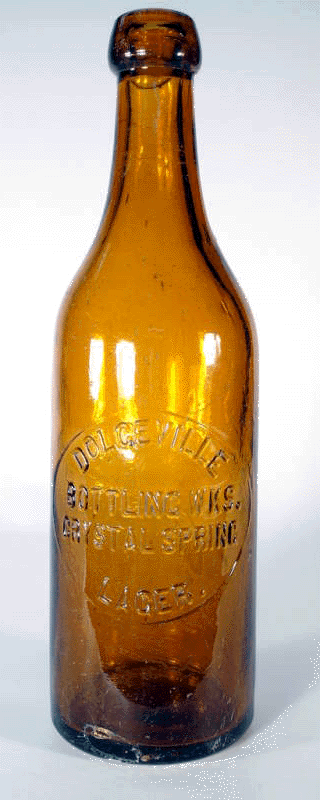 DOLGEVILLE
BOTTLING WKS.
CRYSTAL SPRING
LAGER.